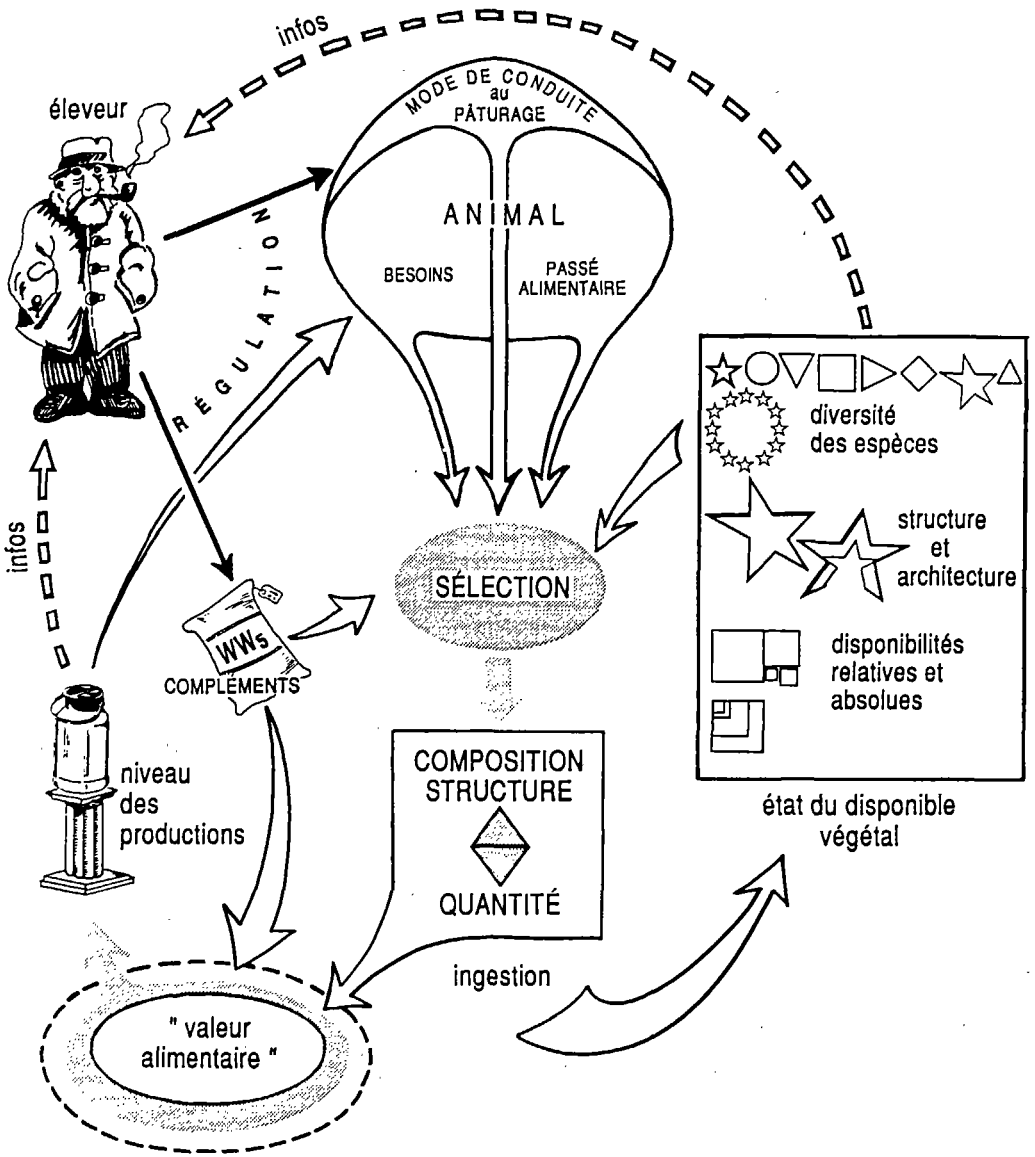 infos
éleveur
MODE DE CONDUITE
au
PÂTURAGE
ANIMAL
BESOINS
PASSÉ
ALIMENTAIRE
RÉGULATION
diversité
des espèces
structure
et
architecture
disponibilités
relatives et
absolues
état du disponible
végétal
infos
SÉLECTION
WWs
COMPLÉMENTS
niveau
des
productions
COMPOSITION
STRUCTURE
QUANTITÉ
ingestion
" valeur
alimentaire "